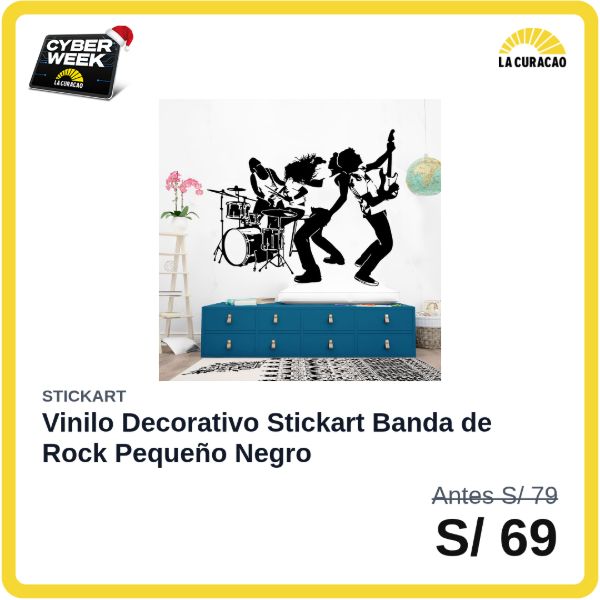 CYBER
WEEK
LA CURACAO
LA CURACAO
STICKART
Vinilo Decorativo Stickart Banda de
Rock Pequeño Negro
Antes S/ 79
S/ 69